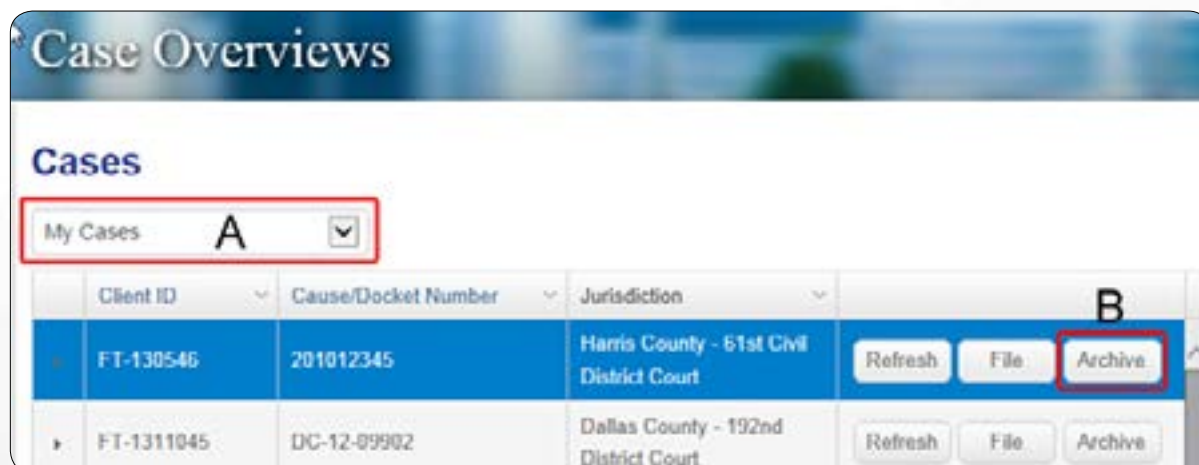 Case Overviews
Cases
My Cases A
Client ID Cause/Docket Number Jurisdiction
B
FT-130546 201012345 Harris County - 61st Civil
District Court Refresh File Archive
FT-1311045 DC-12-09902 Dallas County - 192nd
District Court Refresh File Archive